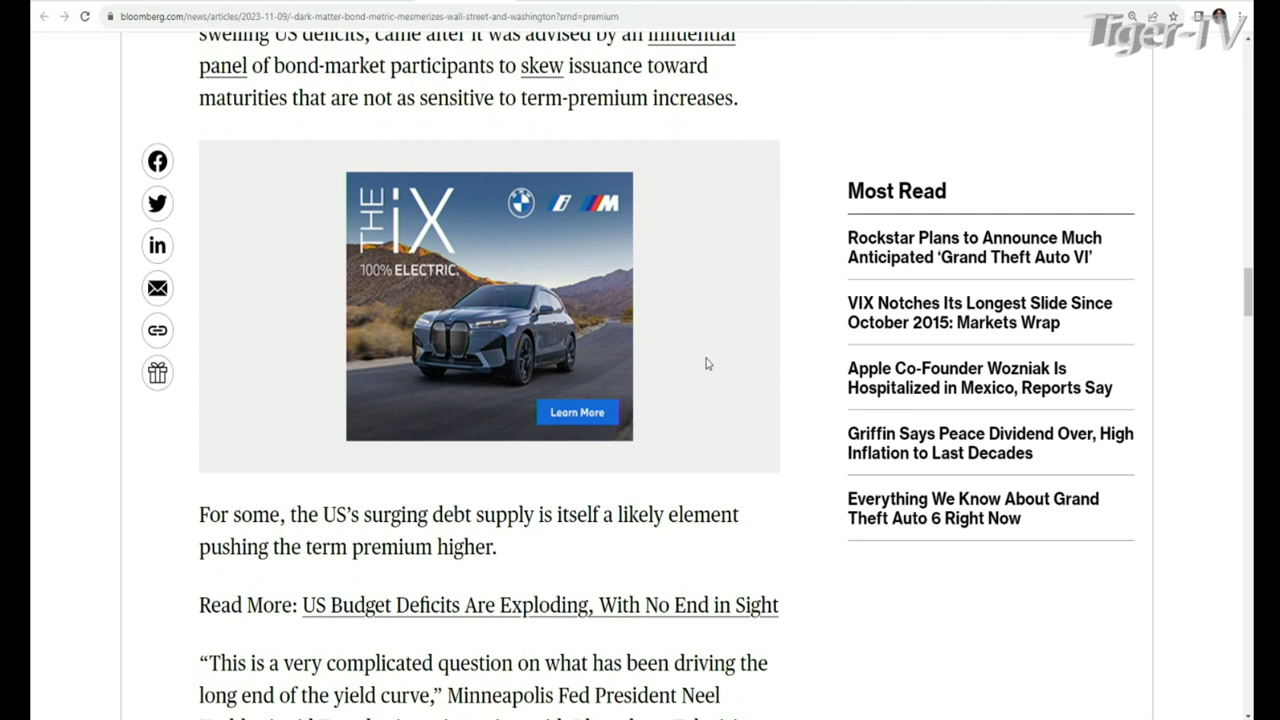 bloomberg.com/news/articles/2023-11-09/-dark-matter-bond-metric-mesmerizes-wall-street-and-washington?srnd=premium
Tiger-TV
swelling US deficits, came after it was advised by an influential
panel of bond-market participants to skew issuance toward
maturities that are not as sensitive to term-premium increases.
THE iX
100% ELECTRIC.
Learn More
Most Read
Rockstar Plans to Announce Much
Anticipated ‘Grand Theft Auto VI’
VIX Notches Its Longest Slide Since
October 2015: Markets Wrap
Apple Co-Founder Wozniak Is
Hospitalized in Mexico, Reports Say
Griffin Says Peace Dividend Over, High
Inflation to Last Decades
Everything We Know About Grand
Theft Auto 6 Right Now
For some, the US’s surging debt supply is itself a likely element
pushing the term premium higher.
Read More: US Budget Deficits Are Exploding, With No End in Sight
“This is a very complicated question on what has been driving the
long end of the yield curve,” Minneapolis Fed President Neel